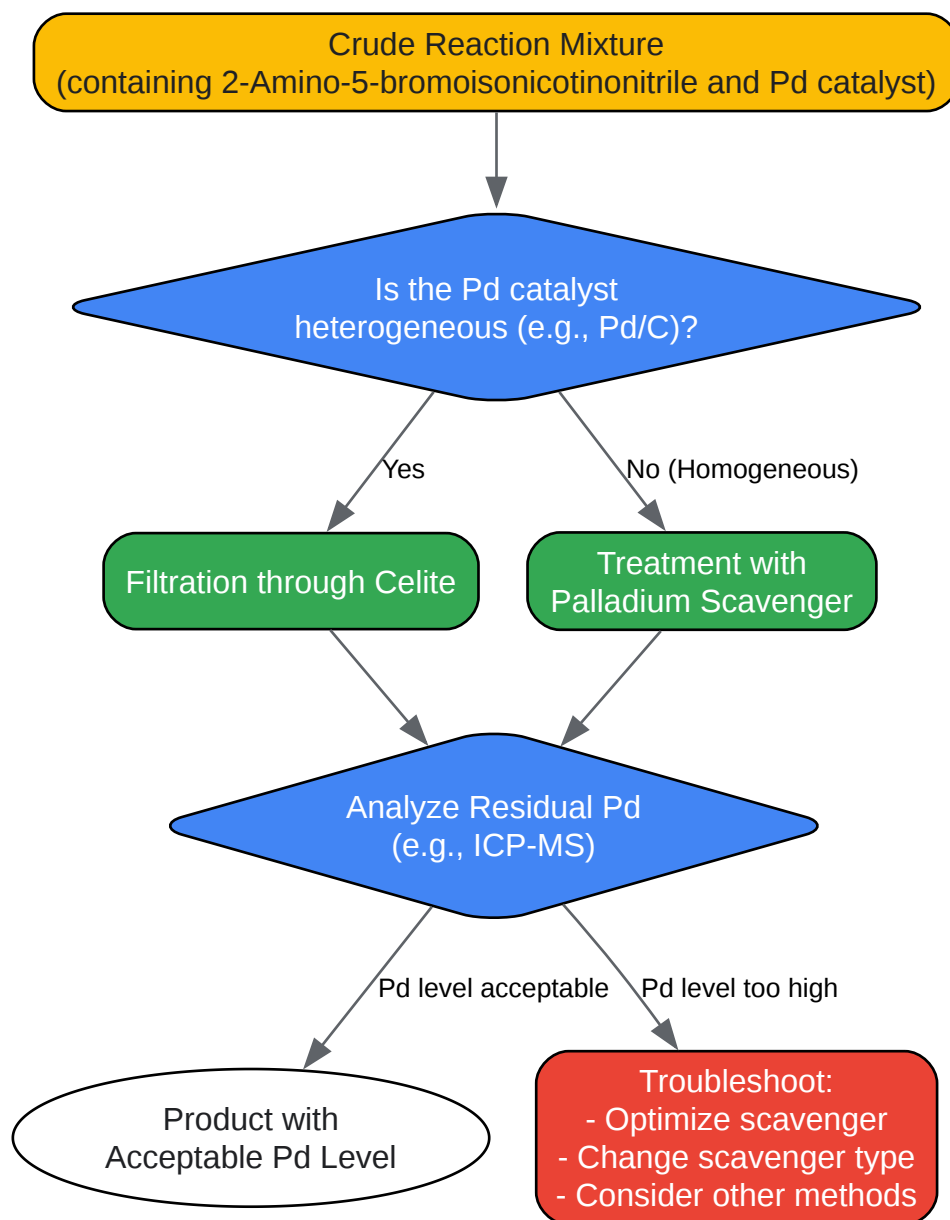 Crude Reaction Mixture
(containing 2-Amino-5-bromoisonicotinonitrile and Pd catalyst)
Is the Pd catalyst
heterogeneous (e.g., Pd/C)?
Yes
No (Homogeneous)
Filtration through Celite
Treatment with
Palladium Scavenger
Analyze Residual Pd
(e.g., ICP-MS)
Pd level acceptable
Pd level too high
Product with
Acceptable Pd Level
Troubleshoot:
- Optimize scavenger
- Change scavenger type
- Consider other methods